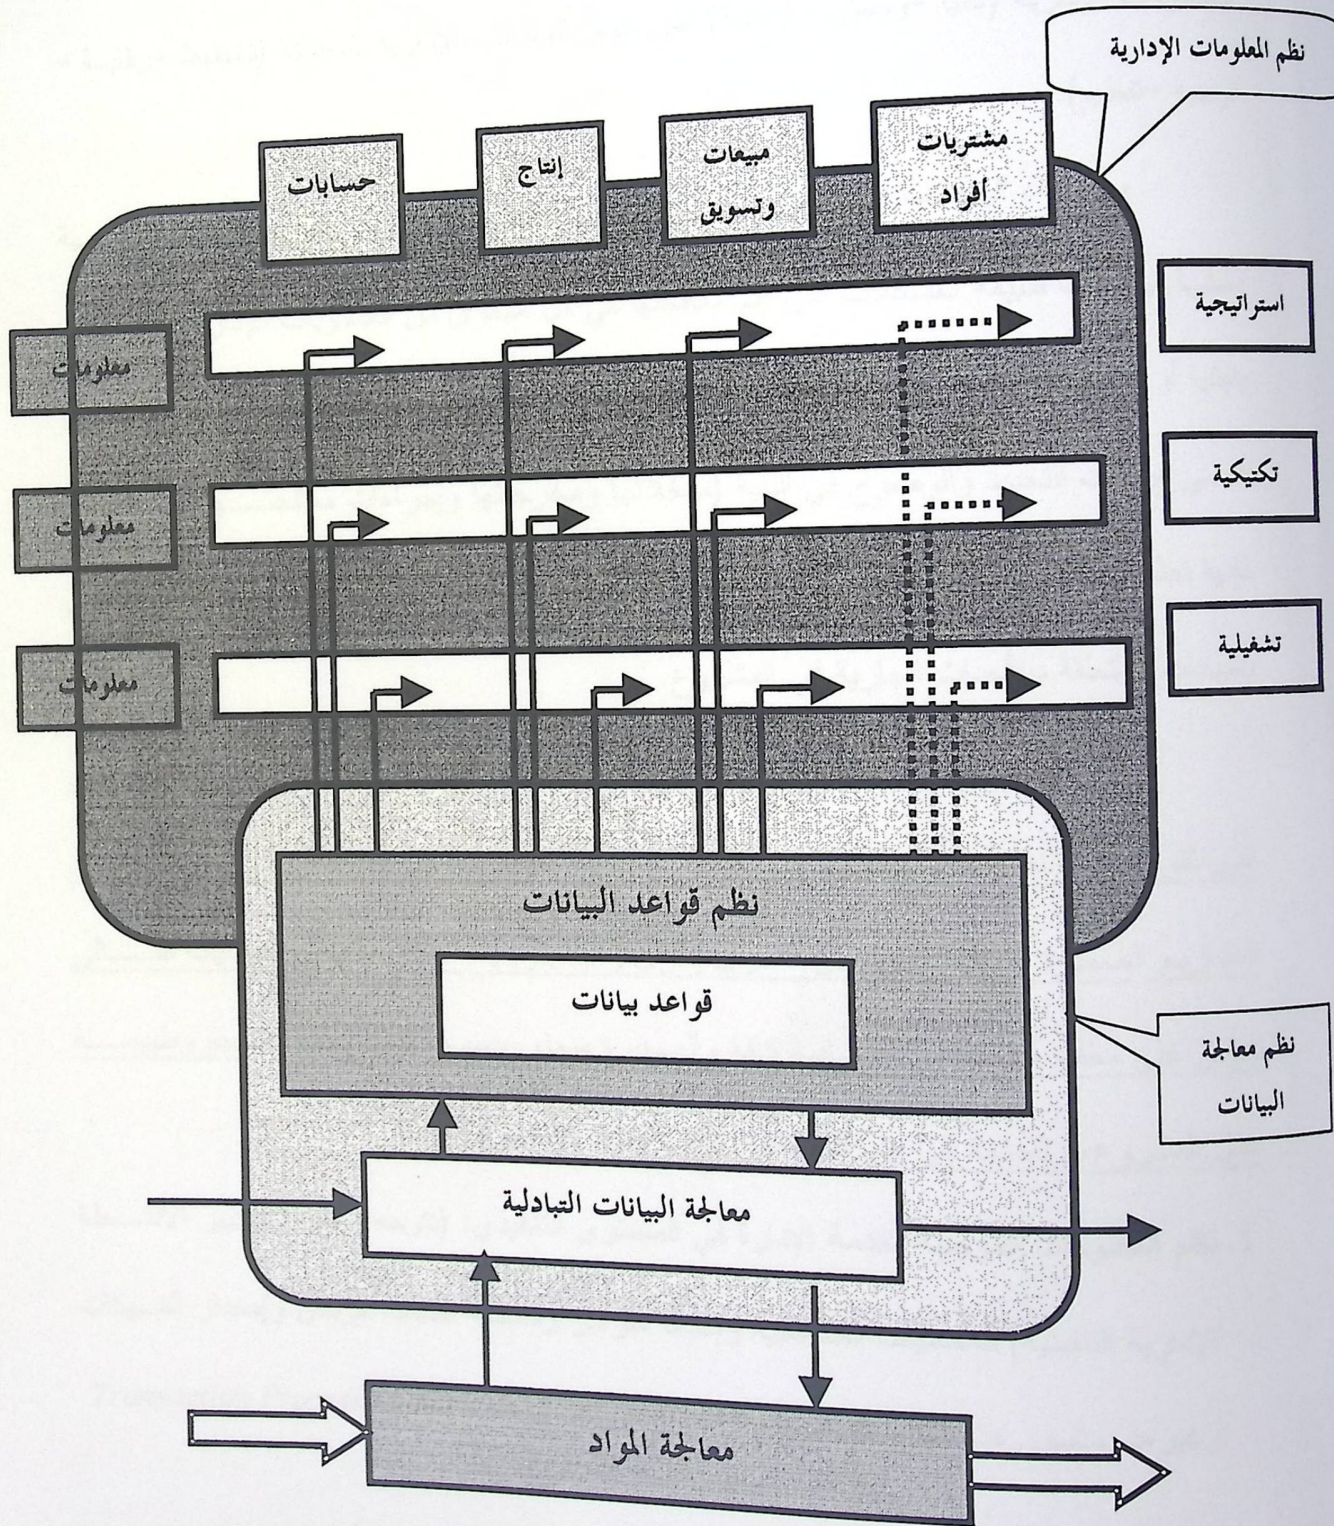 نظم المعلومات الإدارية
مشتريات
أفراد
مبيعات
وتسويق
إنتاج
حسابات
استراتيجية
معلومات
تكتيكية
معلومات
تشغيلية
معلومات
نظم قواعد البيانات
قواعد بيانات
نظم معالجة
البيانات
معالجة البيانات التبادلية
معالجة المواد